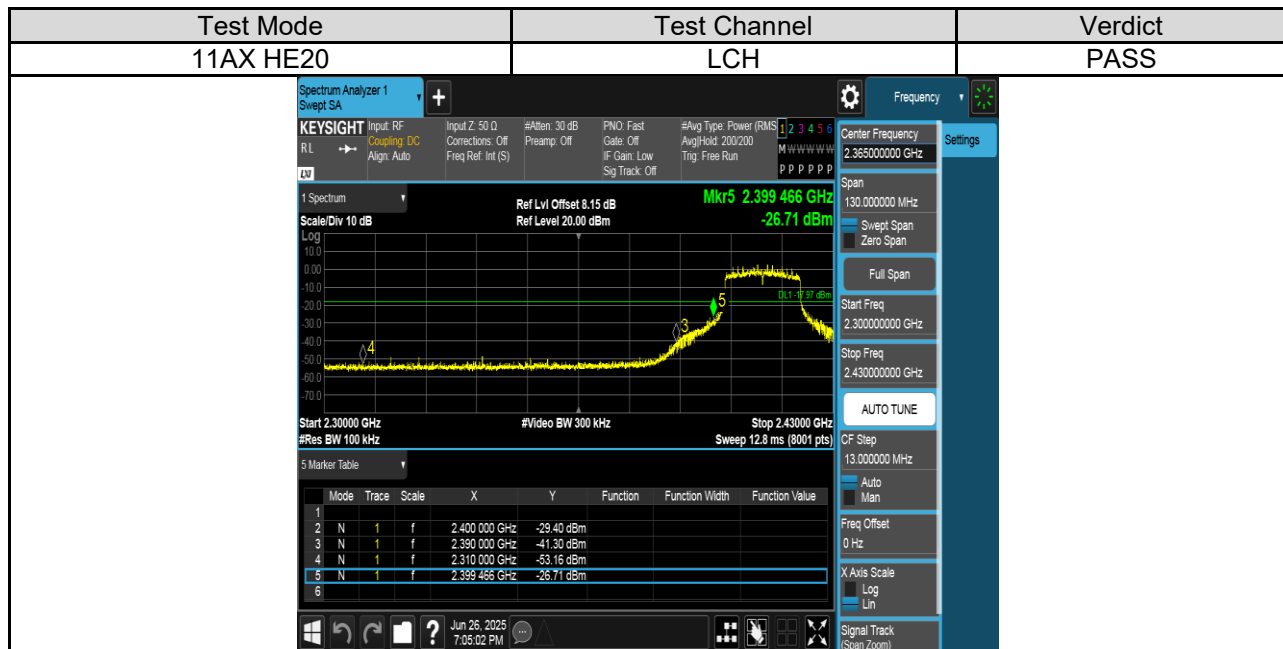 Test Mode Test Channel Verdict
11AX HE20 LCH PASS
Spectrum Analyzer 1
Swept SA
Frequency
KEYSIGHT Input: RF Input Z: 50 Ω #Atten: 30 dB PNO: Fast #Avg Type: Power (RMS 1 2 3 4 5 6
RL Coupling: DC Corrections: Off Preamp: Off Gate: Off Avg|Hold: 200/200 M W W W W W
Align: Auto Freq Ref: Int (S) IF Gain: Low Trig: Free Run
LXI Sig Track: Off P P P P P P
1 Spectrum Ref Lvl Offset 8.15 dB Mkr5 2.399 466 GHz
Scale/Div 10 dB Ref Level 20.00 dBm -26.71 dBm
Log
10.0
0.00
-10.0
DL1 -17.97 dBm
-20.0 5
-30.0 3
-40.0 4
-50.0
-60.0
-70.0
Start 2.30000 GHz #Video BW 300 kHz Stop 2.43000 GHz
#Res BW 100 kHz Sweep 12.8 ms (8001 pts)
5 Marker Table
Mode Trace Scale X Y Function Function Width Function Value
1
2 N 1 f 2.400 000 GHz -29.40 dBm
3 N 1 f 2.390 000 GHz -41.30 dBm
4 N 1 f 2.310 000 GHz -53.16 dBm
5 N 1 f 2.399 466 GHz -26.71 dBm
6
? Jun 26, 2025
7:05:02 PM
Center Frequency
2.365000000 GHz
Settings
Span
130.000000 MHz
Swept Span
Zero Span
Full Span
Start Freq
2.300000000 GHz
Stop Freq
2.430000000 GHz
AUTO TUNE
CF Step
13.000000 MHz
Auto
Man
Freq Offset
0 Hz
X Axis Scale
Log
Lin
Signal Track
(Span Zoom)